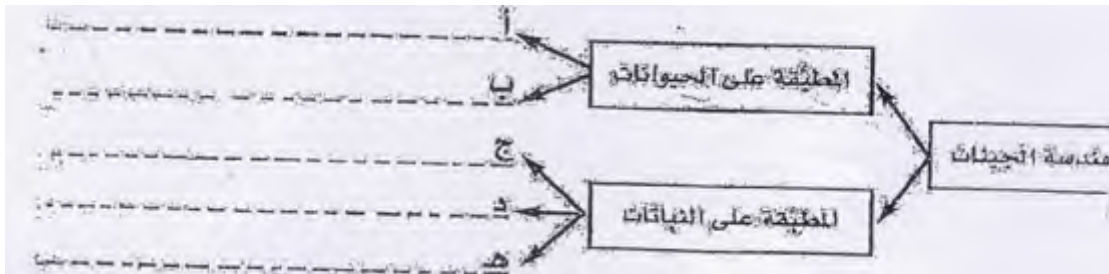 أ
المطبقة على الحيوانات
ب
هندسة الجينات
ج
المطبقة على النباتات
د
هـ